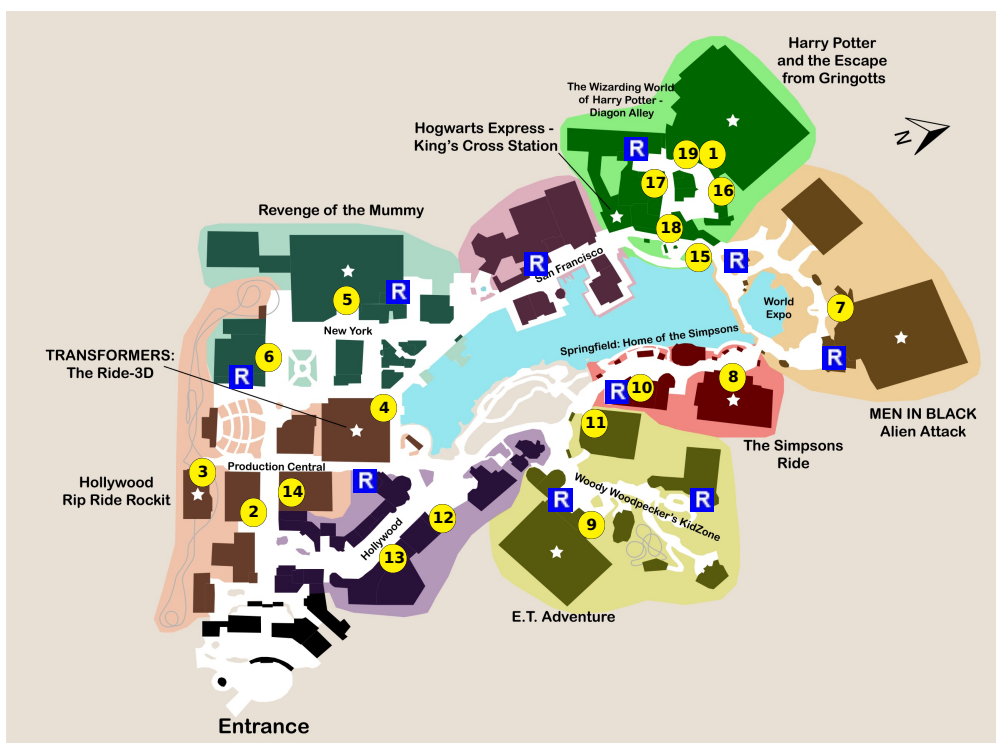 Harry Potter
and the Escape
from Gringotts
The Wizarding World
of Harry Potter -
Diagon Alley
Hogwarts Express -
King's Cross Station
N
R
19
1
17
16
18
15
Revenge of the Mummy
San Francisco
R
R
World
Expo
7
R
MEN IN BLACK
Alien Attack
5
R
New York
6
R
TRANSFORMERS:
The Ride-3D
4
Springfield: Home of the Simpsons
R
10
8
The Simpsons
Ride
11
Production Central
Hollywood
Rip Ride Rockit
3
2
14
R
12
13
Hollywood
Woody Woodpecker's KidZone
R
R
9
E.T. Adventure
Entrance